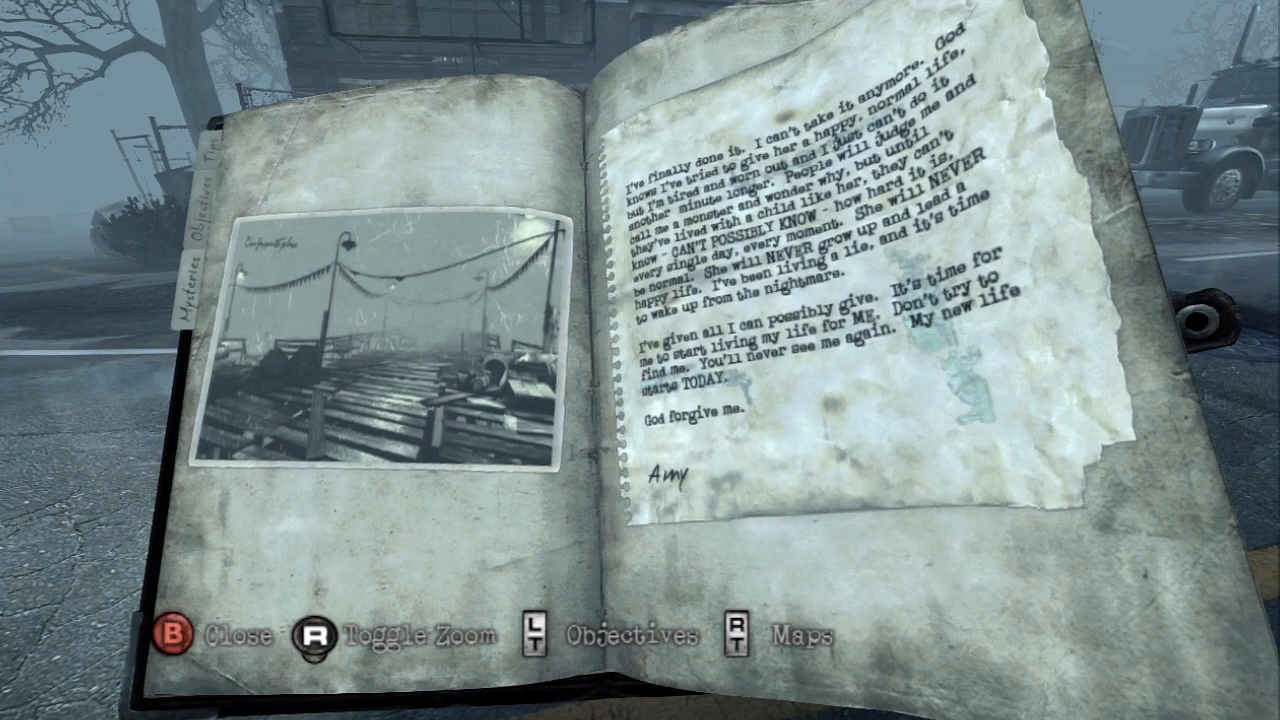 Mysteries
Objectives
I've finally done it. I can't take it anymore. God
knows I've tried to give her a happy, normal life,
but I'm tired and worn out and I just can't do it
another minute longer. People will judge me and
call me a monster and wonder why, but until
they've lived with a child like her, they can't
know - CAN'T POSSIBLY KNOW - how hard it is,
every single day, every moment. She will NEVER
be normal. She will NEVER grow up and lead a
happy life. I've been living a lie, and it's time
to wake up from the nightmare.
I've given all I can possibly give. It's time for
me to start living my life for ME. Don't try to
find me. You'll never see me again. My new life
starts TODAY.
God forgive me.
Amy
B Close R Toggle Zoom LT Objectives RT Maps